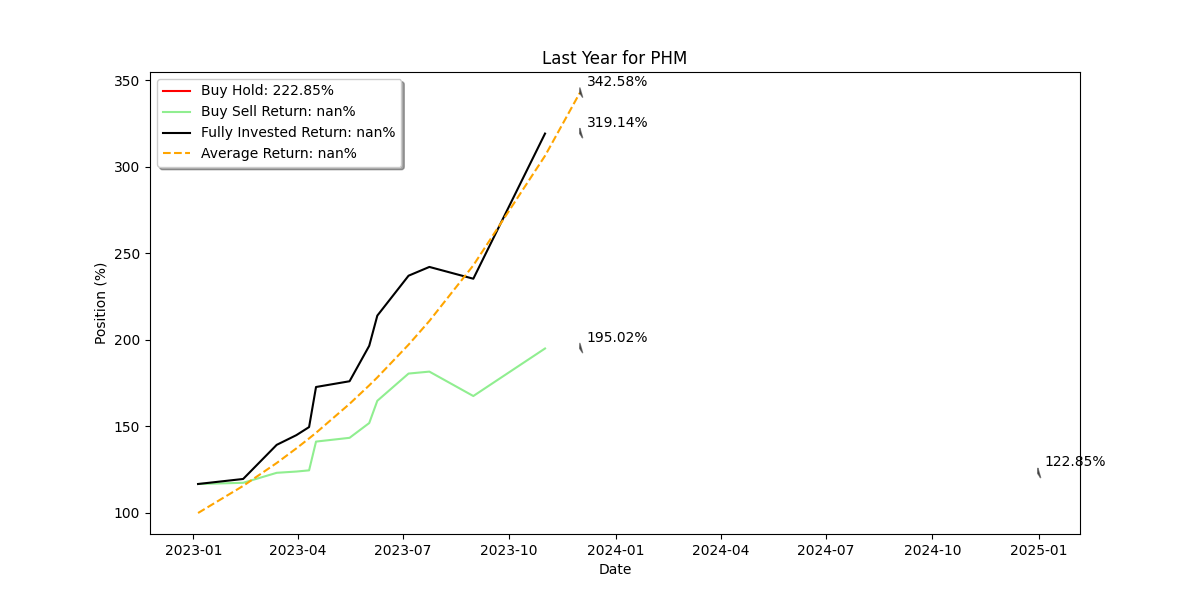 Last Year for PHM
350
300
250
200
150
100
Position (%)
Buy Hold: 222.85%
Buy Sell Return: nan%
Fully Invested Return: nan%
Average Return: nan%
342.58%
319.14%
195.02%
122.85%
2023-01
2023-04
2023-07
2023-10
2024-01
2024-04
2024-07
2024-10
2025-01
Date